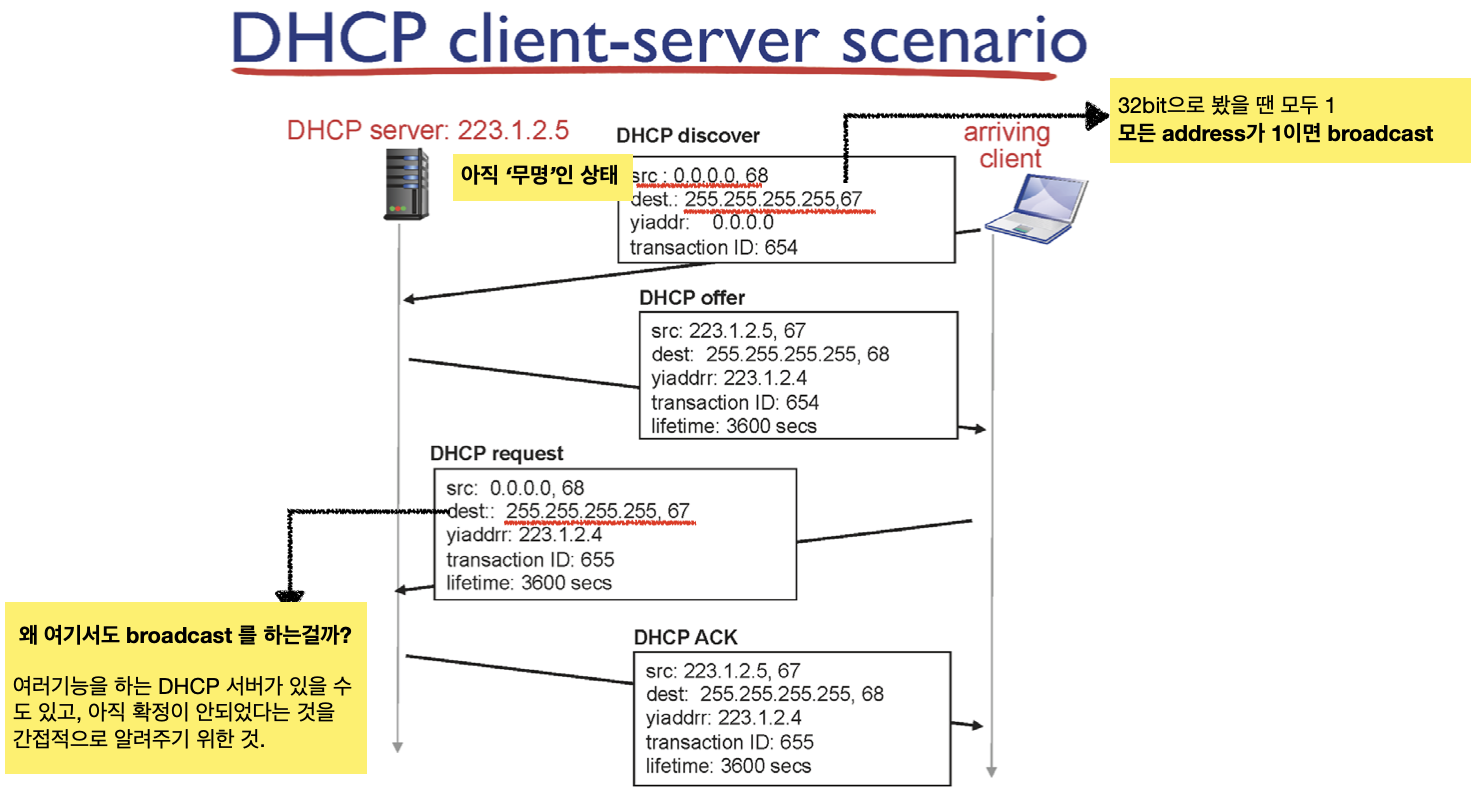 DHCP client-server scenario
DHCP server: 223.1.2.5
DHCP discover
arriving
client
32bit으로 봤을 땐 모두 1
모든 address가 1이면 broadcast
아직 ‘무명’인 상태
src : 0.0.0.0, 68
dest.: 255.255.255.255,67
yiaddr: 0.0.0.0
transaction ID: 654
DHCP offer
src: 223.1.2.5, 67
dest: 255.255.255.255, 68
yiaddrr: 223.1.2.4
transaction ID: 654
lifetime: 3600 secs
DHCP request
src: 0.0.0.0, 68
dest:: 255.255.255.255, 67
yiaddrr: 223.1.2.4
transaction ID: 655
lifetime: 3600 secs
왜 여기서도 broadcast 를 하는걸까?
여러기능을 하는 DHCP 서버가 있을 수
도 있고, 아직 확정이 안되었다는 것을
간접적으로 알려주기 위한 것.
DHCP ACK
src: 223.1.2.5, 67
dest: 255.255.255.255, 68
yiaddrr: 223.1.2.4
transaction ID: 655
lifetime: 3600 secs